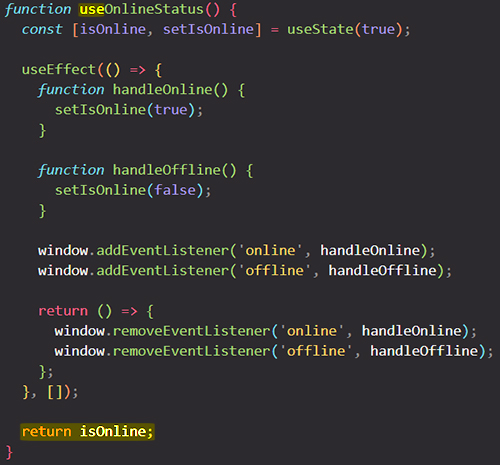 function useOnlineStatus() {
  const [isOnline, setIsOnline] = useState(true);
  useEffect(() => {
    function handleOnline() {
      setIsOnline(true);
    }
    function handleOffline() {
      setIsOnline(false);
    }
    window.addEventListener('online', handleOnline);
    window.addEventListener('offline', handleOffline);
    return () => {
      window.removeEventListener('online', handleOnline);
      window.removeEventListener('offline', handleOffline);
    };
  }, []);
  return isOnline;
}